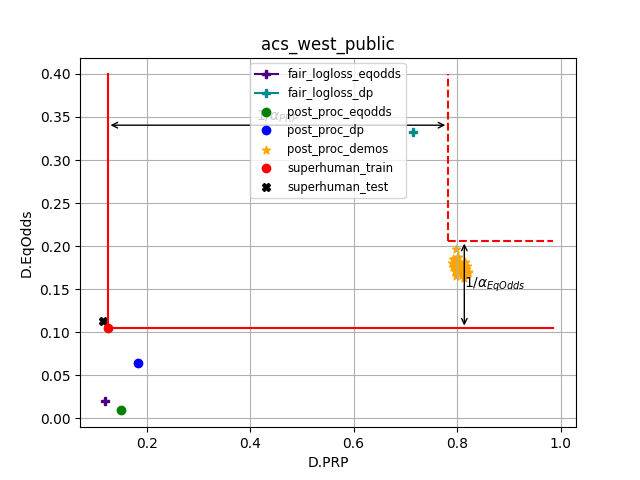 acs_west_public
fair_logloss_eqodds
fair_logloss_dp
post_proc_eqodds
post_proc_dp
post_proc_demos
superhuman_train
superhuman_test
0.40
0.35
0.30
0.25
0.20
0.15
0.10
0.05
0.00
D.EqOdds
1/α_EqOdds
0.2
0.4
0.6
0.8
1.0
D.PRP